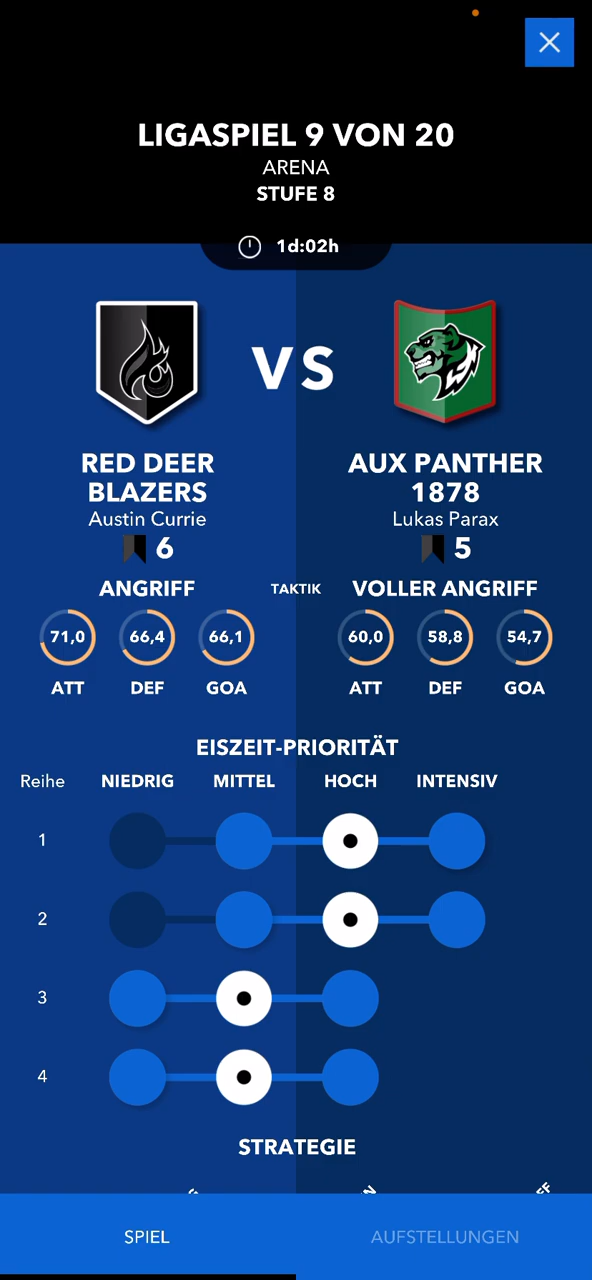 LIGASPIEL 9 VON 20
ARENA
STUFE 8
1d:02h
VS
RED DEER
BLAZERS
Austin Currie
6
AUX PANTHER
1878
Lukas Parax
5
ANGRIFF
TAKTIK
VOLLER ANGRIFF
71,0 66,4 66,1
60,0 58,8 54,7
ATT DEF GOA
ATT DEF GOA
EISZEIT-PRIORITÄT
Reihe NIEDRIG MITTEL HOCH INTENSIV
1
2
3
4
STRATEGIE
SPIEL
AUFSTELLUNGEN